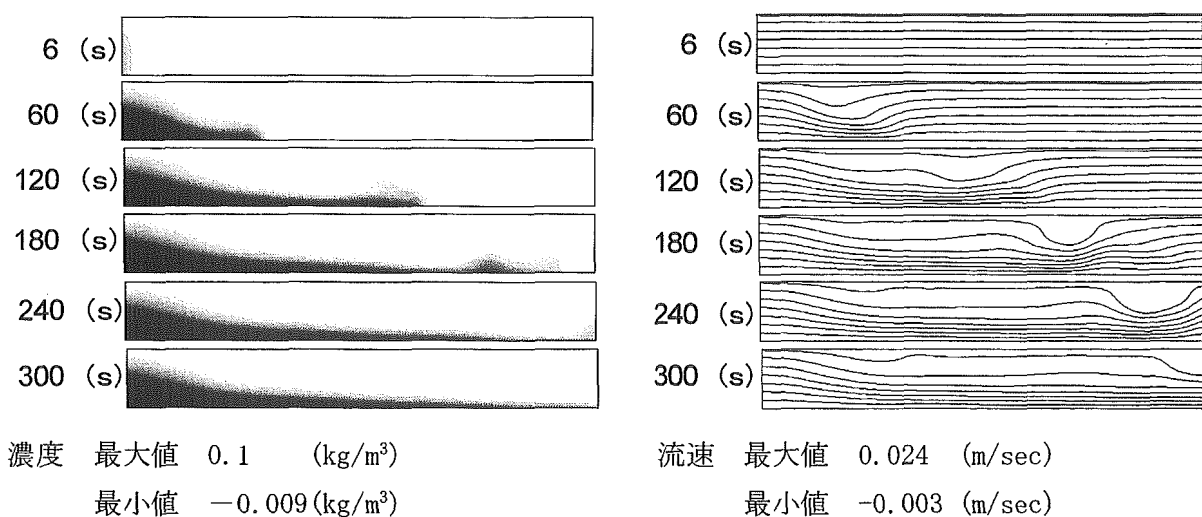 6 (s)
60 (s)
120 (s)
180 (s)
240 (s)
300 (s)
濃度 最大値 0.1 (kg/m³)
最小値 －0.009(kg/m³)
6 (s)
60 (s)
120 (s)
180 (s)
240 (s)
300 (s)
流速 最大値 0.024 (m/sec)
最小値 -0.003 (m/sec)